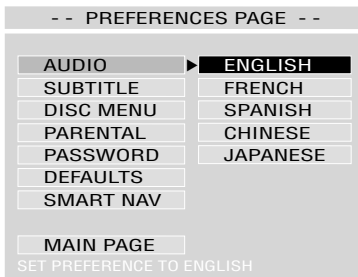 - - PREFERENCES PAGE - -
AUDIO ENGLISH
SUBTITLE FRENCH
DISC MENU SPANISH
PARENTAL CHINESE
PASSWORD JAPANESE
DEFAULTS
SMART NAV
MAIN PAGE
SET PREFERENCE TO ENGLISH